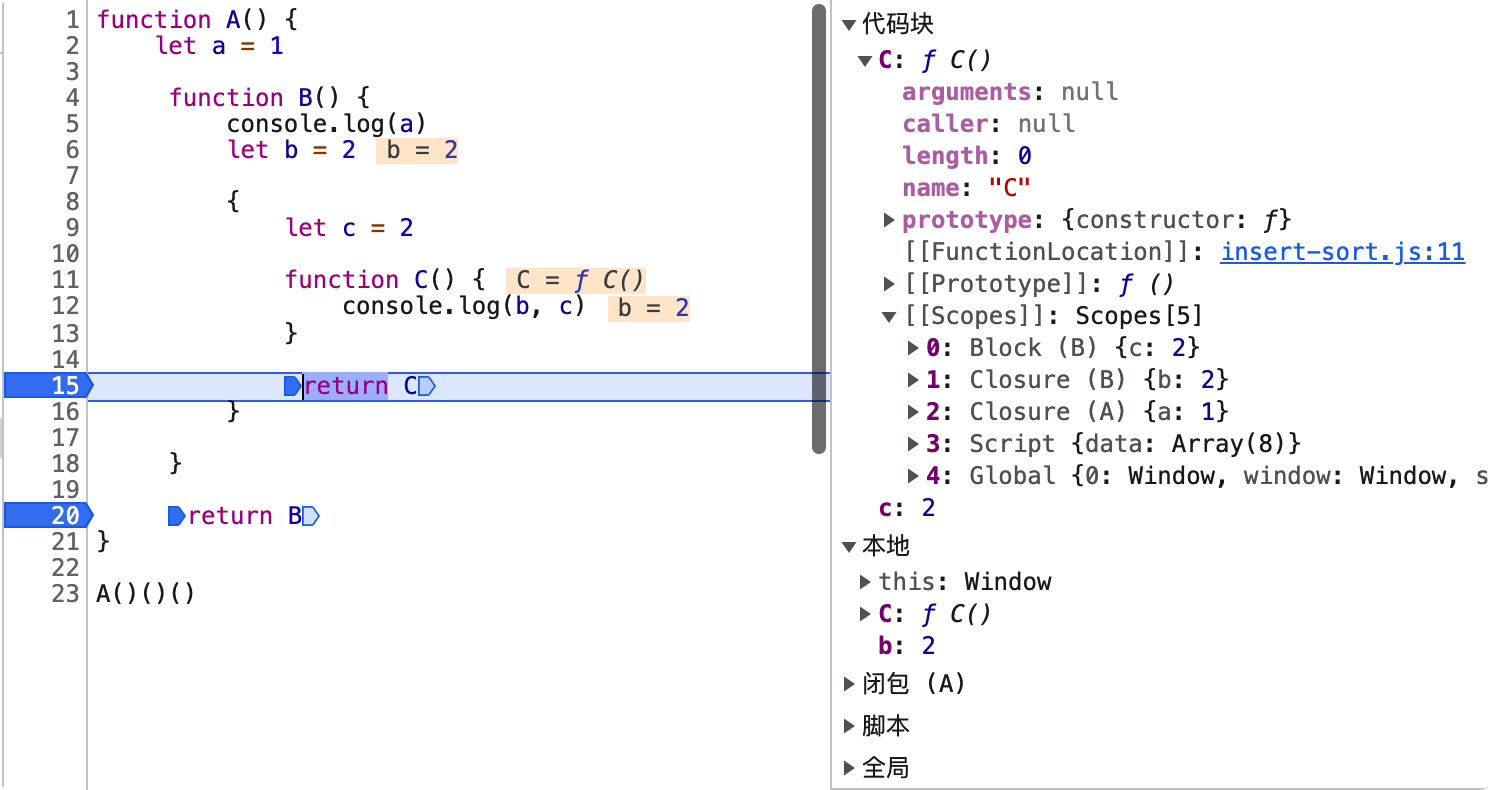 1 function A() {
2 let a = 1
3
4 function B() {
5 console.log(a)
6 let b = 2 b = 2
7
8 {
9 let c = 2
10
11 function C() { C = ƒ C()
12 console.log(b, c) b = 2
13 }
14
15 return C
16 }
17
18 }
19
20 return B
21 }
22
23 A()()()
代码块
C: ƒ C()
arguments: null
caller: null
length: 0
name: "C"
prototype: {constructor: ƒ}
[[FunctionLocation]]: insert-sort.js:11
[[Prototype]]: ƒ ()
[[Scopes]]: Scopes[5]
0: Block (B) {c: 2}
1: Closure (B) {b: 2}
2: Closure (A) {a: 1}
3: Script {data: Array(8)}
4: Global {0: Window, window: Window, s
c: 2
本地
this: Window
C: ƒ C()
b: 2
闭包 (A)
脚本
全局